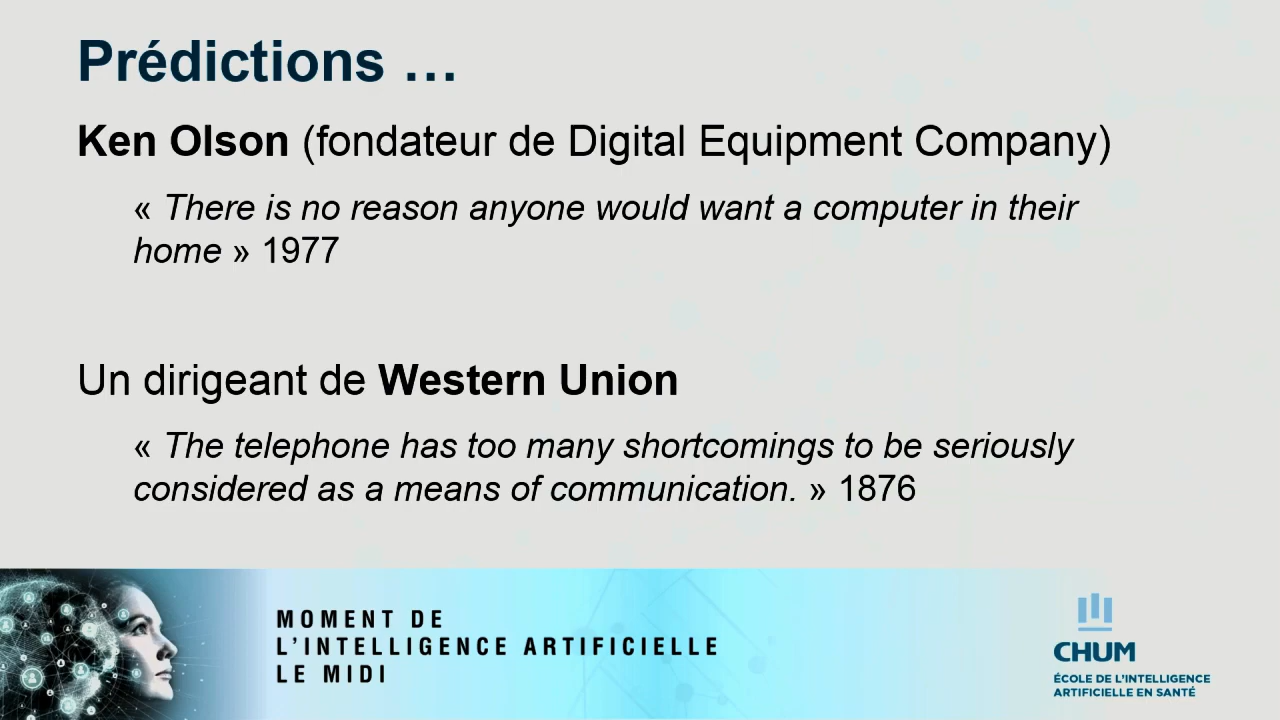 Prédictions …
Ken Olson (fondateur de Digital Equipment Company)
« There is no reason anyone would want a computer in their
home » 1977
Un dirigeant de Western Union
« The telephone has too many shortcomings to be seriously
considered as a means of communication. » 1876
MOMENT DE
L'INTELLIGENCE ARTIFICIELLE
LE MIDI
CHUM
ÉCOLE DE L'INTELLIGENCE
ARTIFICIELLE EN SANTÉ